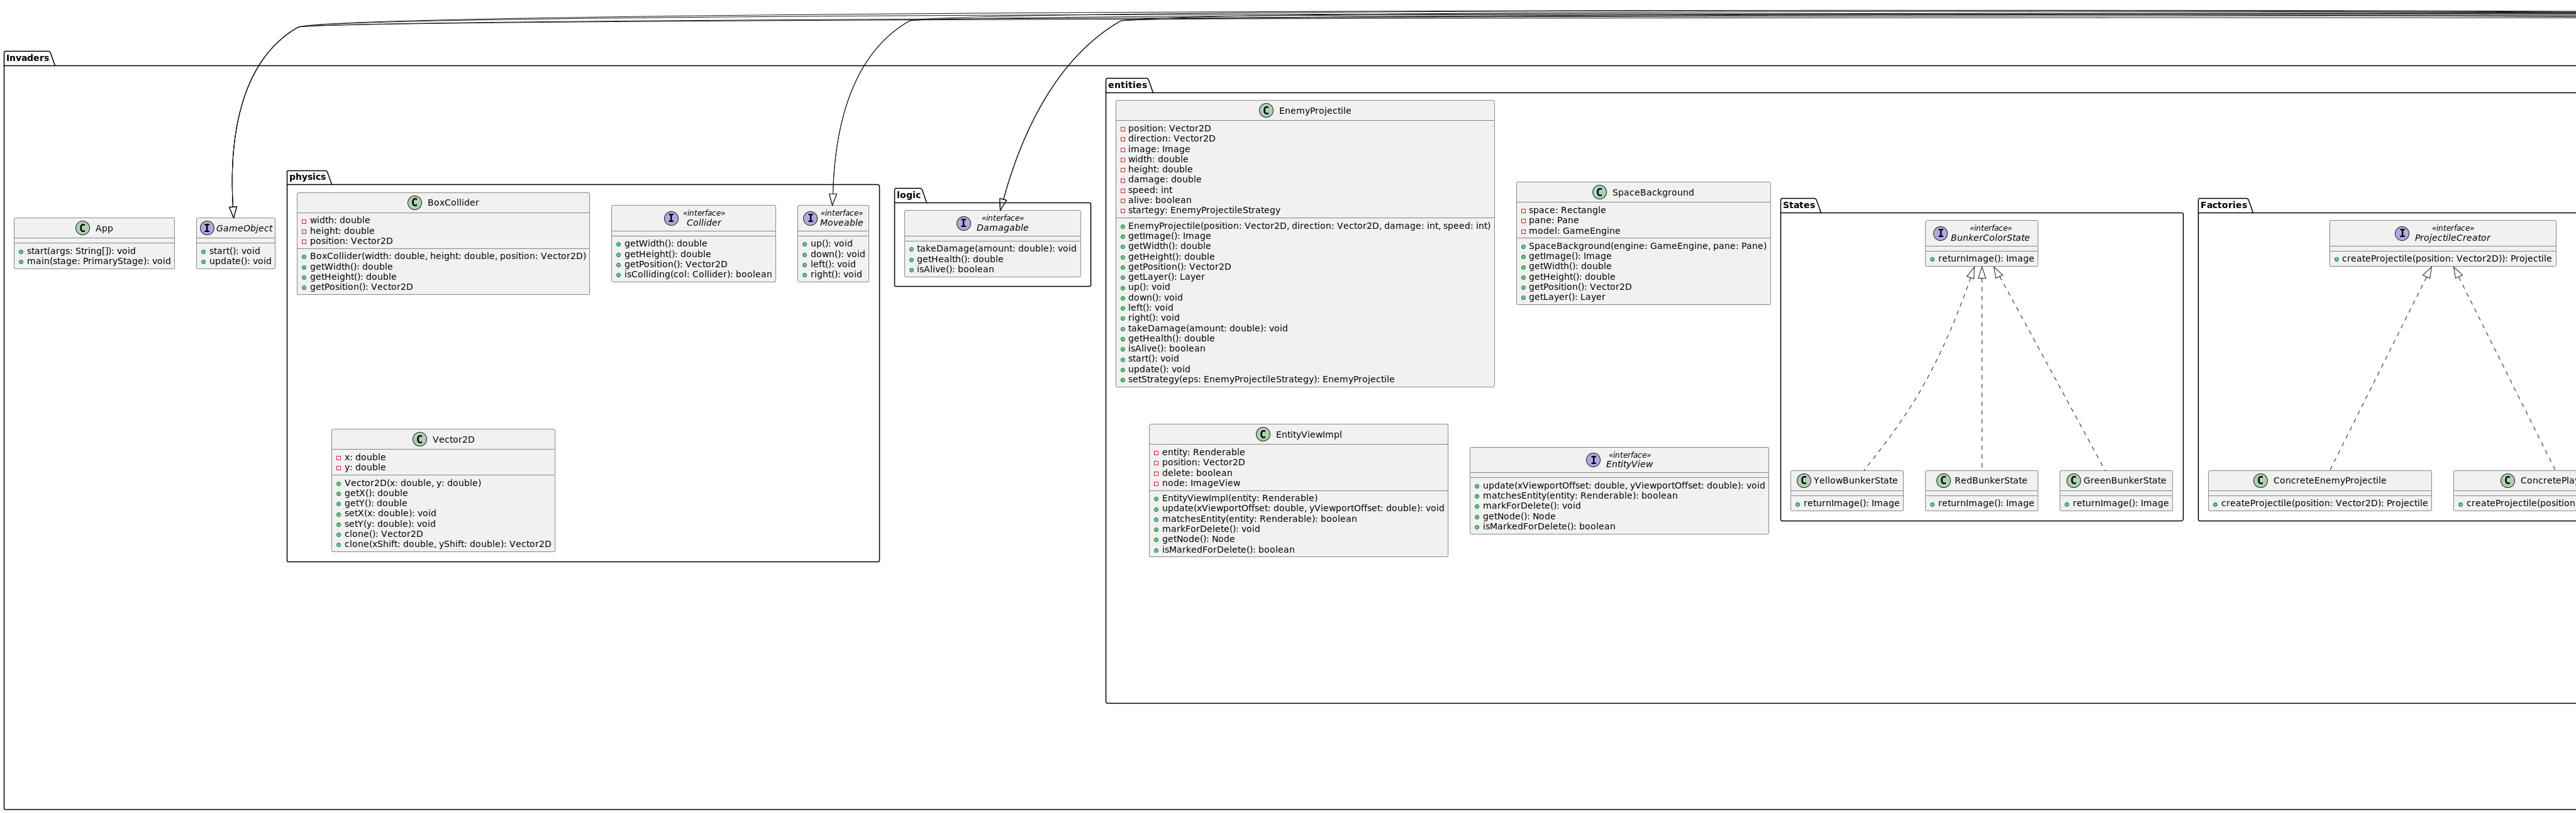 Invaders
App
start(args: String[]): void
main(stage: PrimaryStage): void
GameObject
start(): void
update(): void
physics
BoxCollider
width: double
height: double
position: Vector2D
BoxCollider(width: double, height: double, position: Vector2D)
getWidth(): double
getHeight(): double
getPosition(): Vector2D
«interface»
Collider
getWidth(): double
getHeight(): double
getPosition(): Vector2D
isColliding(col: Collider): boolean
«interface»
Moveable
up(): void
down(): void
left(): void
right(): void
Vector2D
x: double
y: double
Vector2D(x: double, y: double)
getX(): double
getY(): double
setX(x: double): void
setY(y: double): void
clone(): Vector2D
clone(xShift: double, yShift: double): Vector2D
logic
«interface»
Damagable
takeDamage(amount: double): void
getHealth(): double
isAlive(): boolean
entities
EnemyProjectile
position: Vector2D
direction: Vector2D
image: Image
width: double
height: double
damage: double
speed: int
alive: boolean
startegy: EnemyProjectileStrategy
EnemyProjectile(position: Vector2D, direction: Vector2D, damage: int, speed: int)
getImage(): Image
getWidth(): double
getHeight(): double
getPosition(): Vector2D
getLayer(): Layer
up(): void
down(): void
left(): void
right(): void
takeDamage(amount: double): void
getHealth(): double
isAlive(): boolean
start(): void
update(): void
setStrategy(eps: EnemyProjectileStrategy): EnemyProjectile
SpaceBackground
space: Rectangle
pane: Pane
model: GameEngine
SpaceBackground(engine: GameEngine, pane: Pane)
getImage(): Image
getWidth(): double
getHeight(): double
getPosition(): Vector2D
getLayer(): Layer
EntityViewImpl
entity: Renderable
position: Vector2D
delete: boolean
node: ImageView
EntityViewImpl(entity: Renderable)
update(xViewportOffset: double, yViewportOffset: double): void
matchesEntity(entity: Renderable): boolean
markForDelete(): void
getNode(): Node
isMarkedForDelete(): boolean
«interface»
EntityView
update(xViewportOffset: double, yViewportOffset: double): void
matchesEntity(entity: Renderable): boolean
markForDelete(): void
getNode(): Node
isMarkedForDelete(): boolean
States
«interface»
BunkerColorState
returnImage(): Image
YellowBunkerState
returnImage(): Image
RedBunkerState
returnImage(): Image
GreenBunkerState
returnImage(): Image
Factories
«interface»
ProjectileCreator
createProjectile(position: Vector2D)): Projectile
ConcreteEnemyProjectile
createProjectile(position: Vector2D): Projectile
ConcretePla
createProjectile(position